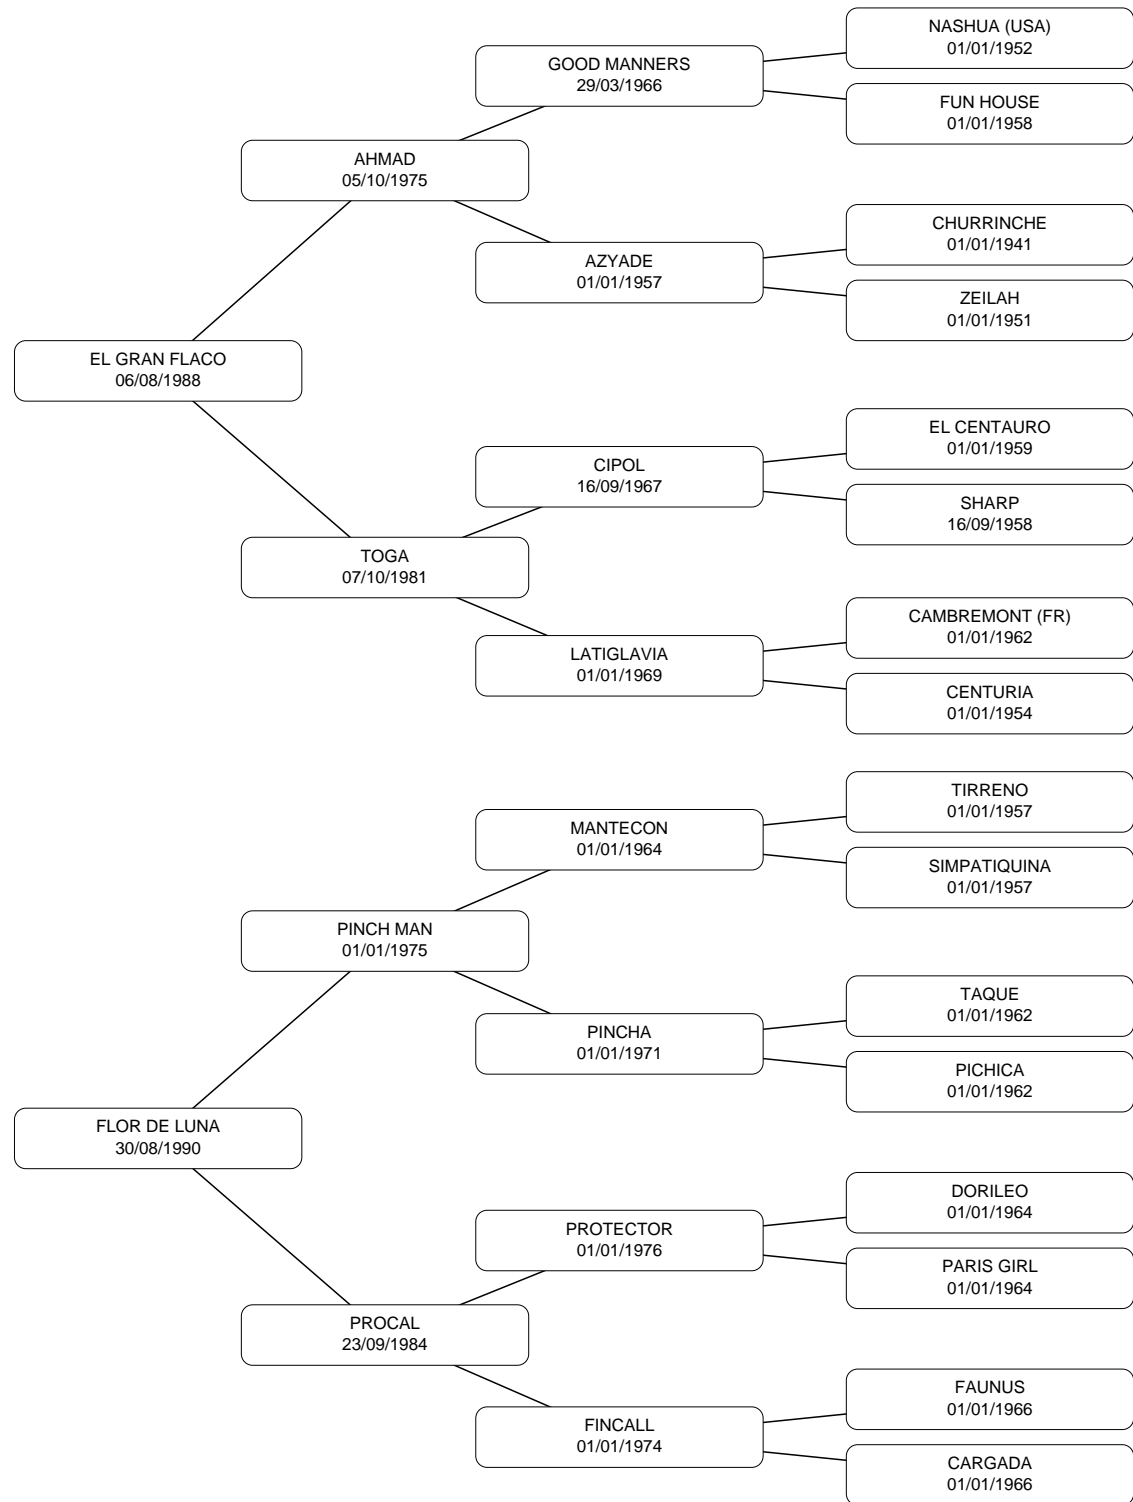 NASHUA (USA)
01/01/1952
GOOD MANNERS
29/03/1966
FUN HOUSE
01/01/1958
AHMAD
05/10/1975
CHURRINCHE
01/01/1941
AZYADE
01/01/1957
ZEILAH
01/01/1951
EL GRAN FLACO
06/08/1988
EL CENTAURO
01/01/1959
CIPOL
16/09/1967
SHARP
16/09/1958
TOGA
07/10/1981
CAMBREMONT (FR)
01/01/1962
LATIGLAVIA
01/01/1969
CENTURIA
01/01/1954
TIRRENO
01/01/1957
MANTECON
01/01/1964
SIMPATIQUINA
01/01/1957
PINCH MAN
01/01/1975
TAQUE
01/01/1962
PINCHA
01/01/1971
PICHICA
01/01/1962
FLOR DE LUNA
30/08/1990
DORILEO
01/01/1964
PROTECTOR
01/01/1976
PARIS GIRL
01/01/1964
PROCAL
23/09/1984
FAUNUS
01/01/1966
FINCALL
01/01/1974
CARGADA
01/01/1966